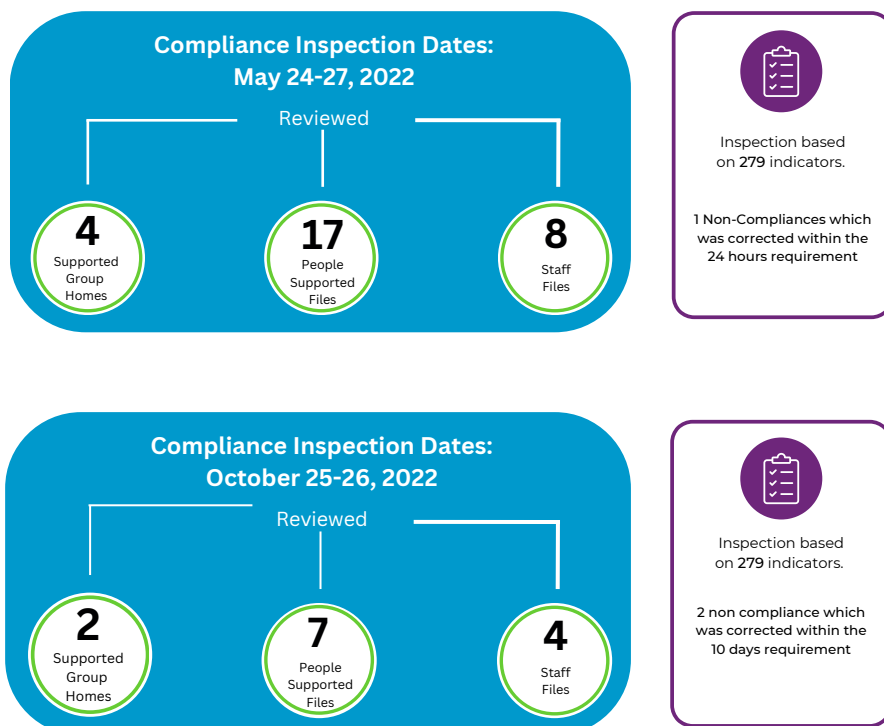 Compliance Inspection Dates:
May 24-27, 2022
Reviewed
4
Supported
Group
Homes
17
People
Supported
Files
8
Staff
Files
Inspection based
on 279 indicators.
1 Non-Compliances which
was corrected within the
24 hours requirement
Compliance Inspection Dates:
October 25-26, 2022
Reviewed
2
Supported
Group
Homes
7
People
Supported
Files
4
Staff
Files
Inspection based
on 279 indicators.
2 non compliance which
was corrected within the
10 days requirement